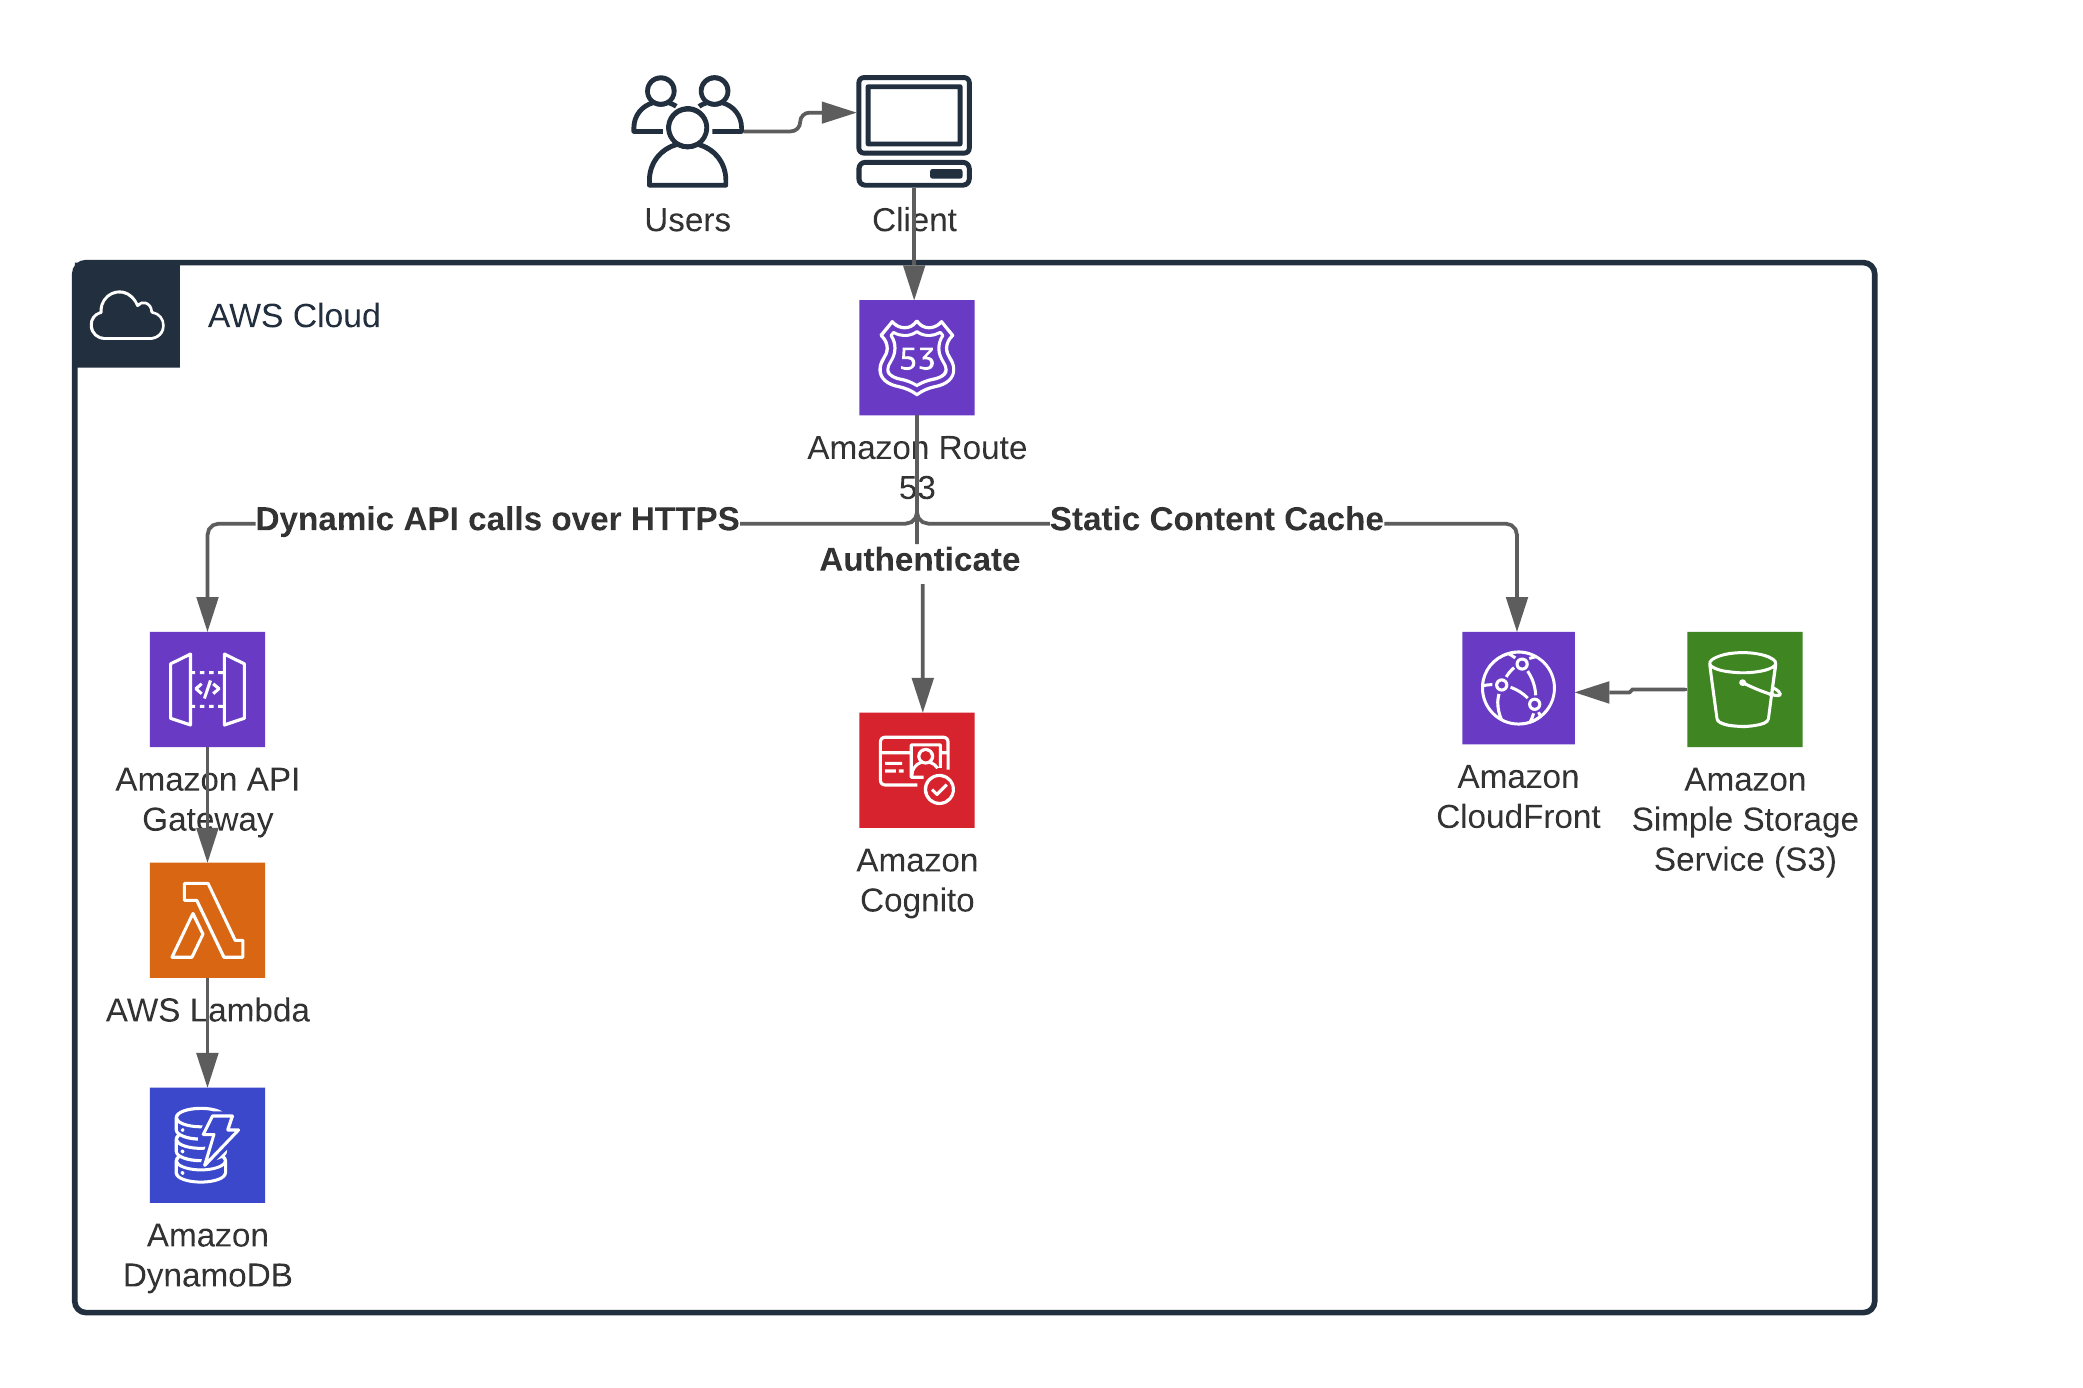 Users
Client
AWS Cloud
53
Amazon Route
53
Dynamic API calls over HTTPS
Static Content Cache
Authenticate
Amazon API
Gateway
Amazon
Cognito
Amazon
CloudFront
Amazon
Simple Storage
Service (S3)
AWS Lambda
Amazon
DynamoDB